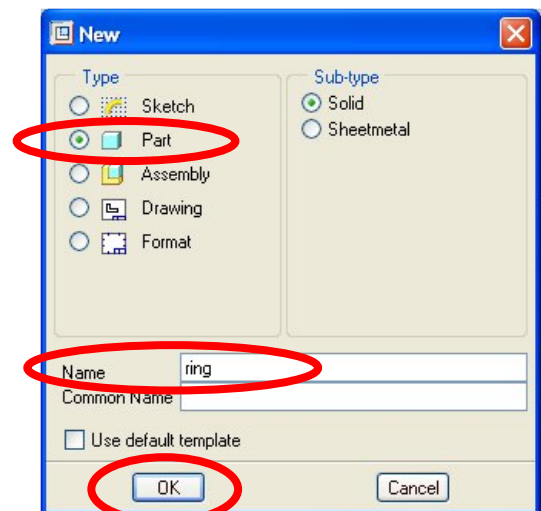 New
Type
Sketch
Part
Assembly
Drawing
Format
Sub-type
Solid
Sheetmetal
Name ring
Common Name
Use default template
OK Cancel